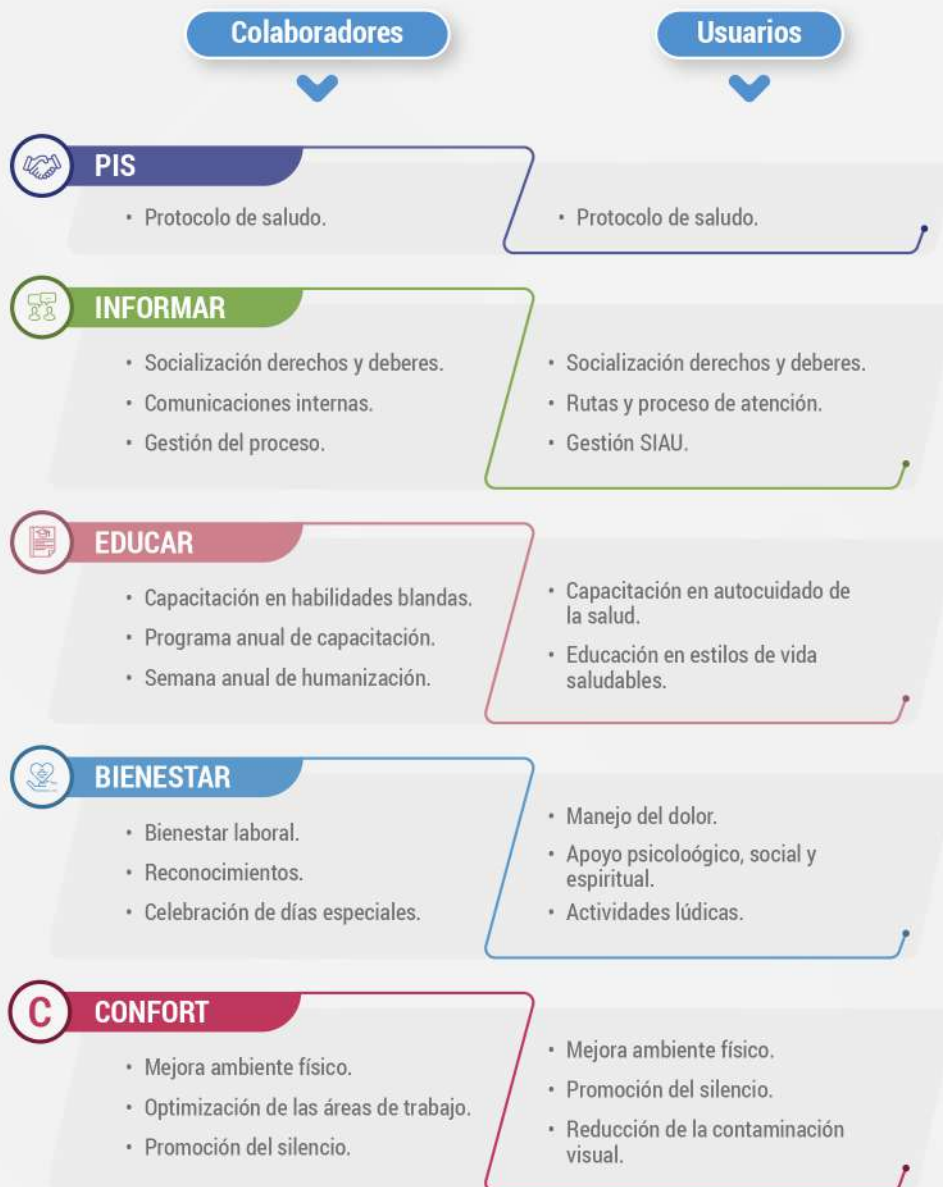 Colaboradores
Usuarios
PIS
• Protocolo de saludo.
• Protocolo de saludo.
INFORMAR
• Socialización derechos y deberes.
• Comunicaciones internas.
• Gestión del proceso.
• Socialización derechos y deberes.
• Rutas y proceso de atención.
• Gestión SIAU.
EDUCAR
• Capacitación en habilidades blandas.
• Programa anual de capacitación.
• Semana anual de humanización.
• Capacitación en autocuidado de
la salud.
• Educación en estilos de vida
saludables.
BIENESTAR
• Bienestar laboral.
• Reconocimientos.
• Celebración de días especiales.
• Manejo del dolor.
• Apoyo psicoloógico, social y
espiritual.
• Actividades lúdicas.
C CONFORT
• Mejora ambiente físico.
• Optimización de las áreas de trabajo.
• Promoción del silencio.
• Mejora ambiente físico.
• Promoción del silencio.
• Reducción de la contaminación
visual.